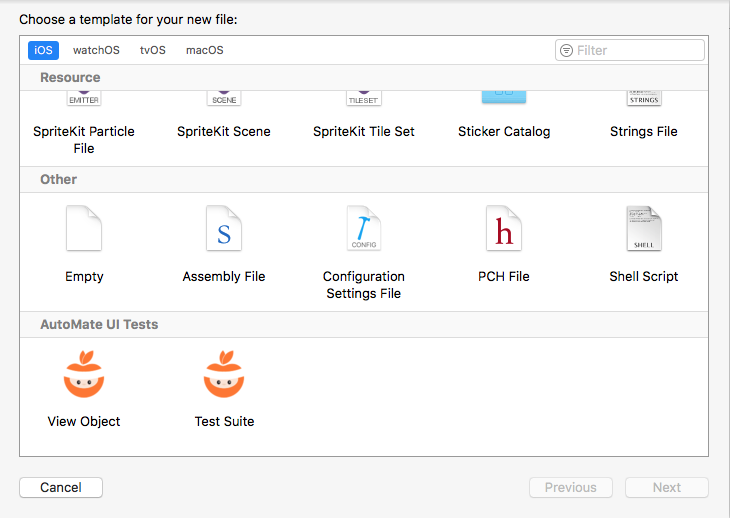 Choose a template for your new file:
iOS watchOS tvOS macOS Filter
Resource
EMITTER SCENE TILESET STRINGS
SpriteKit Particle File SpriteKit Scene SpriteKit Tile Set Sticker Catalog Strings File
Other
S CONFIG h SHELL
Empty Assembly File Configuration Settings File PCH File Shell Script
AutoMate UI Tests
View Object Test Suite
Cancel Previous Next